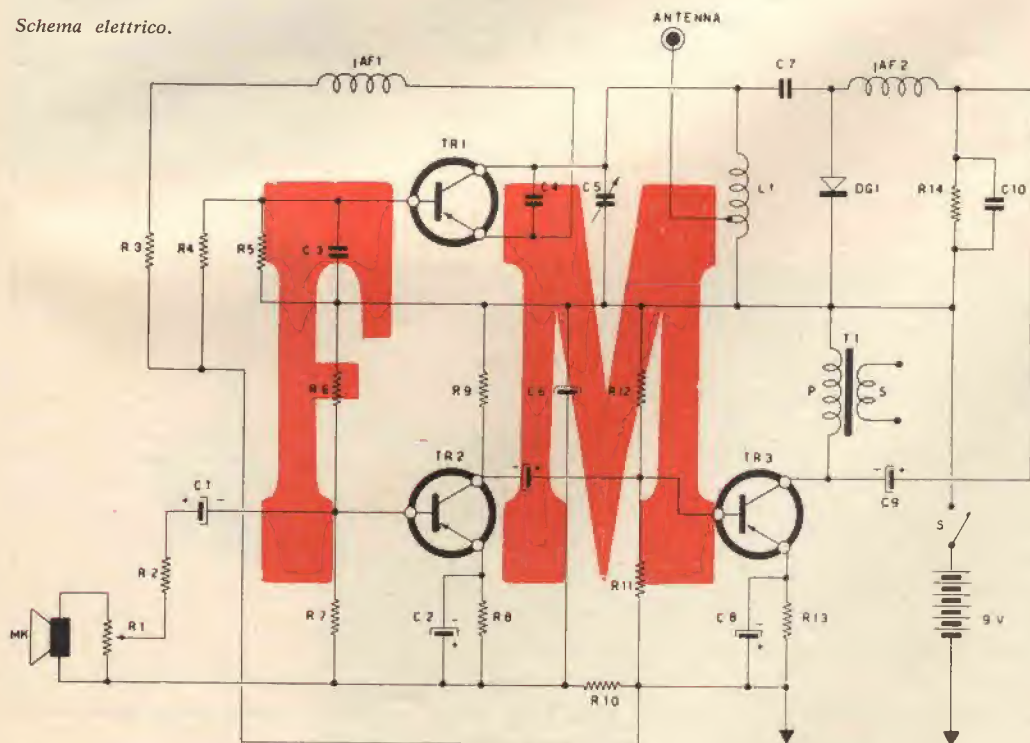 Schema elettrico.
ANTENNA
JAF1
C7
JAF2
TR1
C4
C5
L1
DG1
R14
C10
R3
R4
R5
C3
FM
R6
R9
C6
R12
T1
P
S
TR2
-
+
TR3
C1
+
-
-
+
C9
S
R2
R11
MK
R1
R7
C2
-
+
R8
C8
-
+
R13
9 V
R10